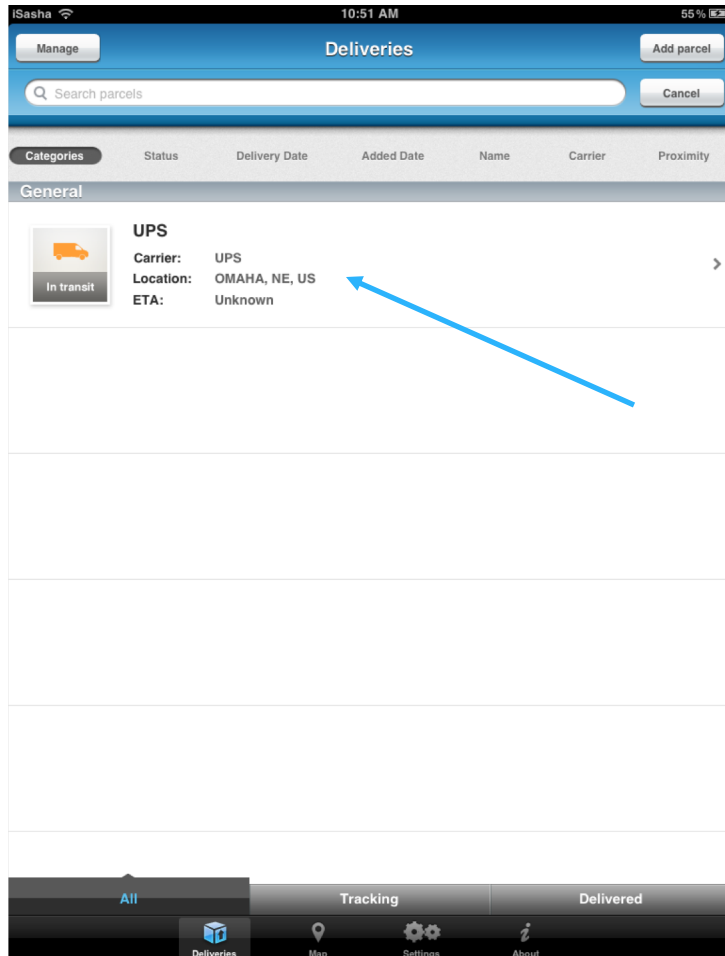 iSasha 10:51 AM 55%
Manage Deliveries Add parcel
Search parcels Cancel
Categories Status Delivery Date Added Date Name Carrier Proximity
General
UPS
Carrier: UPS
Location: OMAHA, NE, US
ETA: Unknown
In transit
All Tracking Delivered
Deliveries Map Settings About